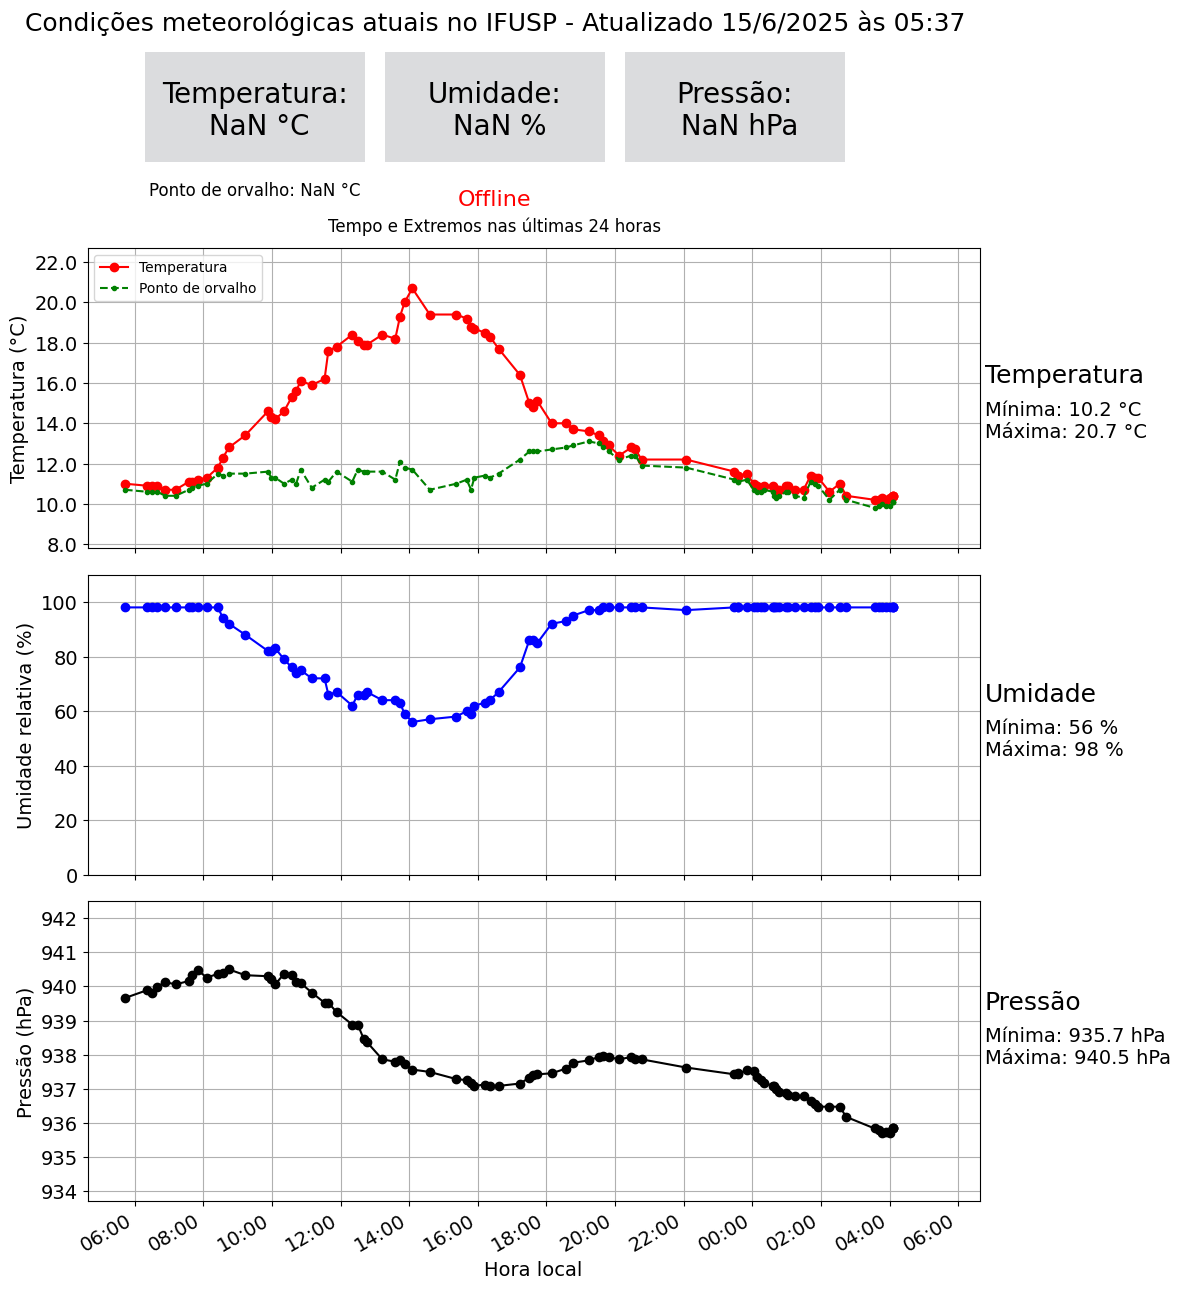 Condições meteorológicas atuais no IFUSP - Atualizado 15/6/2025 às 05:37
Temperatura:
NaN °C
Umidade:
NaN %
Pressão:
NaN hPa
Ponto de orvalho: NaN °C
Offline
Tempo e Extremos nas últimas 24 horas
Temperatura (°C)
22.0
20.0
18.0
16.0
14.0
12.0
10.0
8.0
Temperatura
Ponto de orvalho
Temperatura
Mínima: 10.2 °C
Máxima: 20.7 °C
Umidade relativa (%)
100
80
60
40
20
0
Umidade
Mínima: 56 %
Máxima: 98 %
Pressão (hPa)
942
941
940
939
938
937
936
935
934
Pressão
Mínima: 935.7 hPa
Máxima: 940.5 hPa
06:00 08:00 10:00 12:00 14:00 16:00 18:00 20:00 22:00 00:00 02:00 04:00 06:00
Hora local